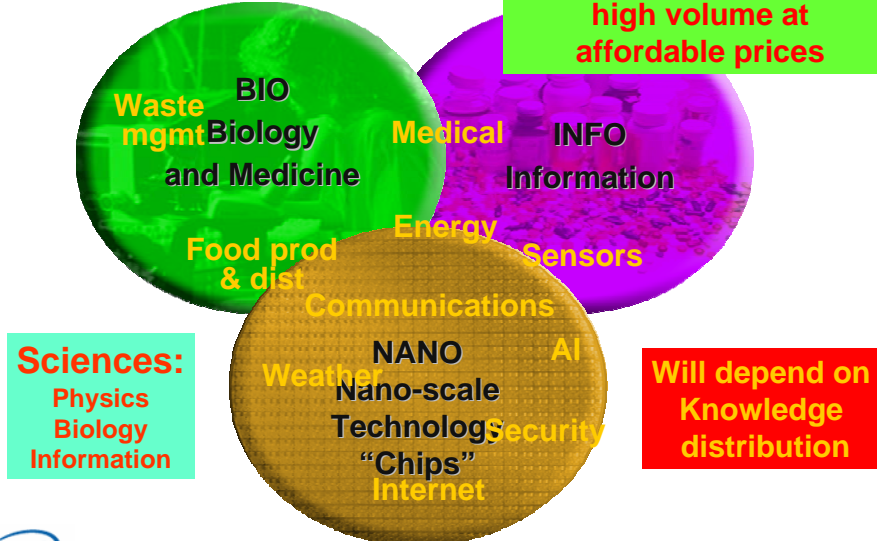 high volume at
affordable prices
BIO
Biology
and Medicine
Waste
mgmt
Medical
INFO
Information
Energy
Sensors
Food prod
& dist
Communications
NANO
Nano-scale
Technology
“Chips”
AI
Weather
Security
Internet
Sciences:
Physics
Biology
Information
Will depend on
Knowledge
distribution